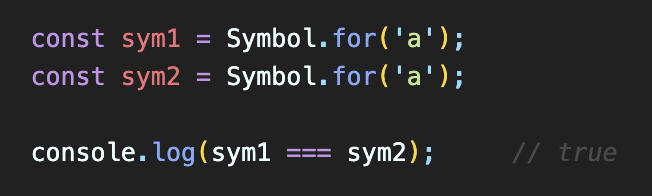 const sym1 = Symbol.for('a');
const sym2 = Symbol.for('a');
console.log(sym1 === sym2);     // true